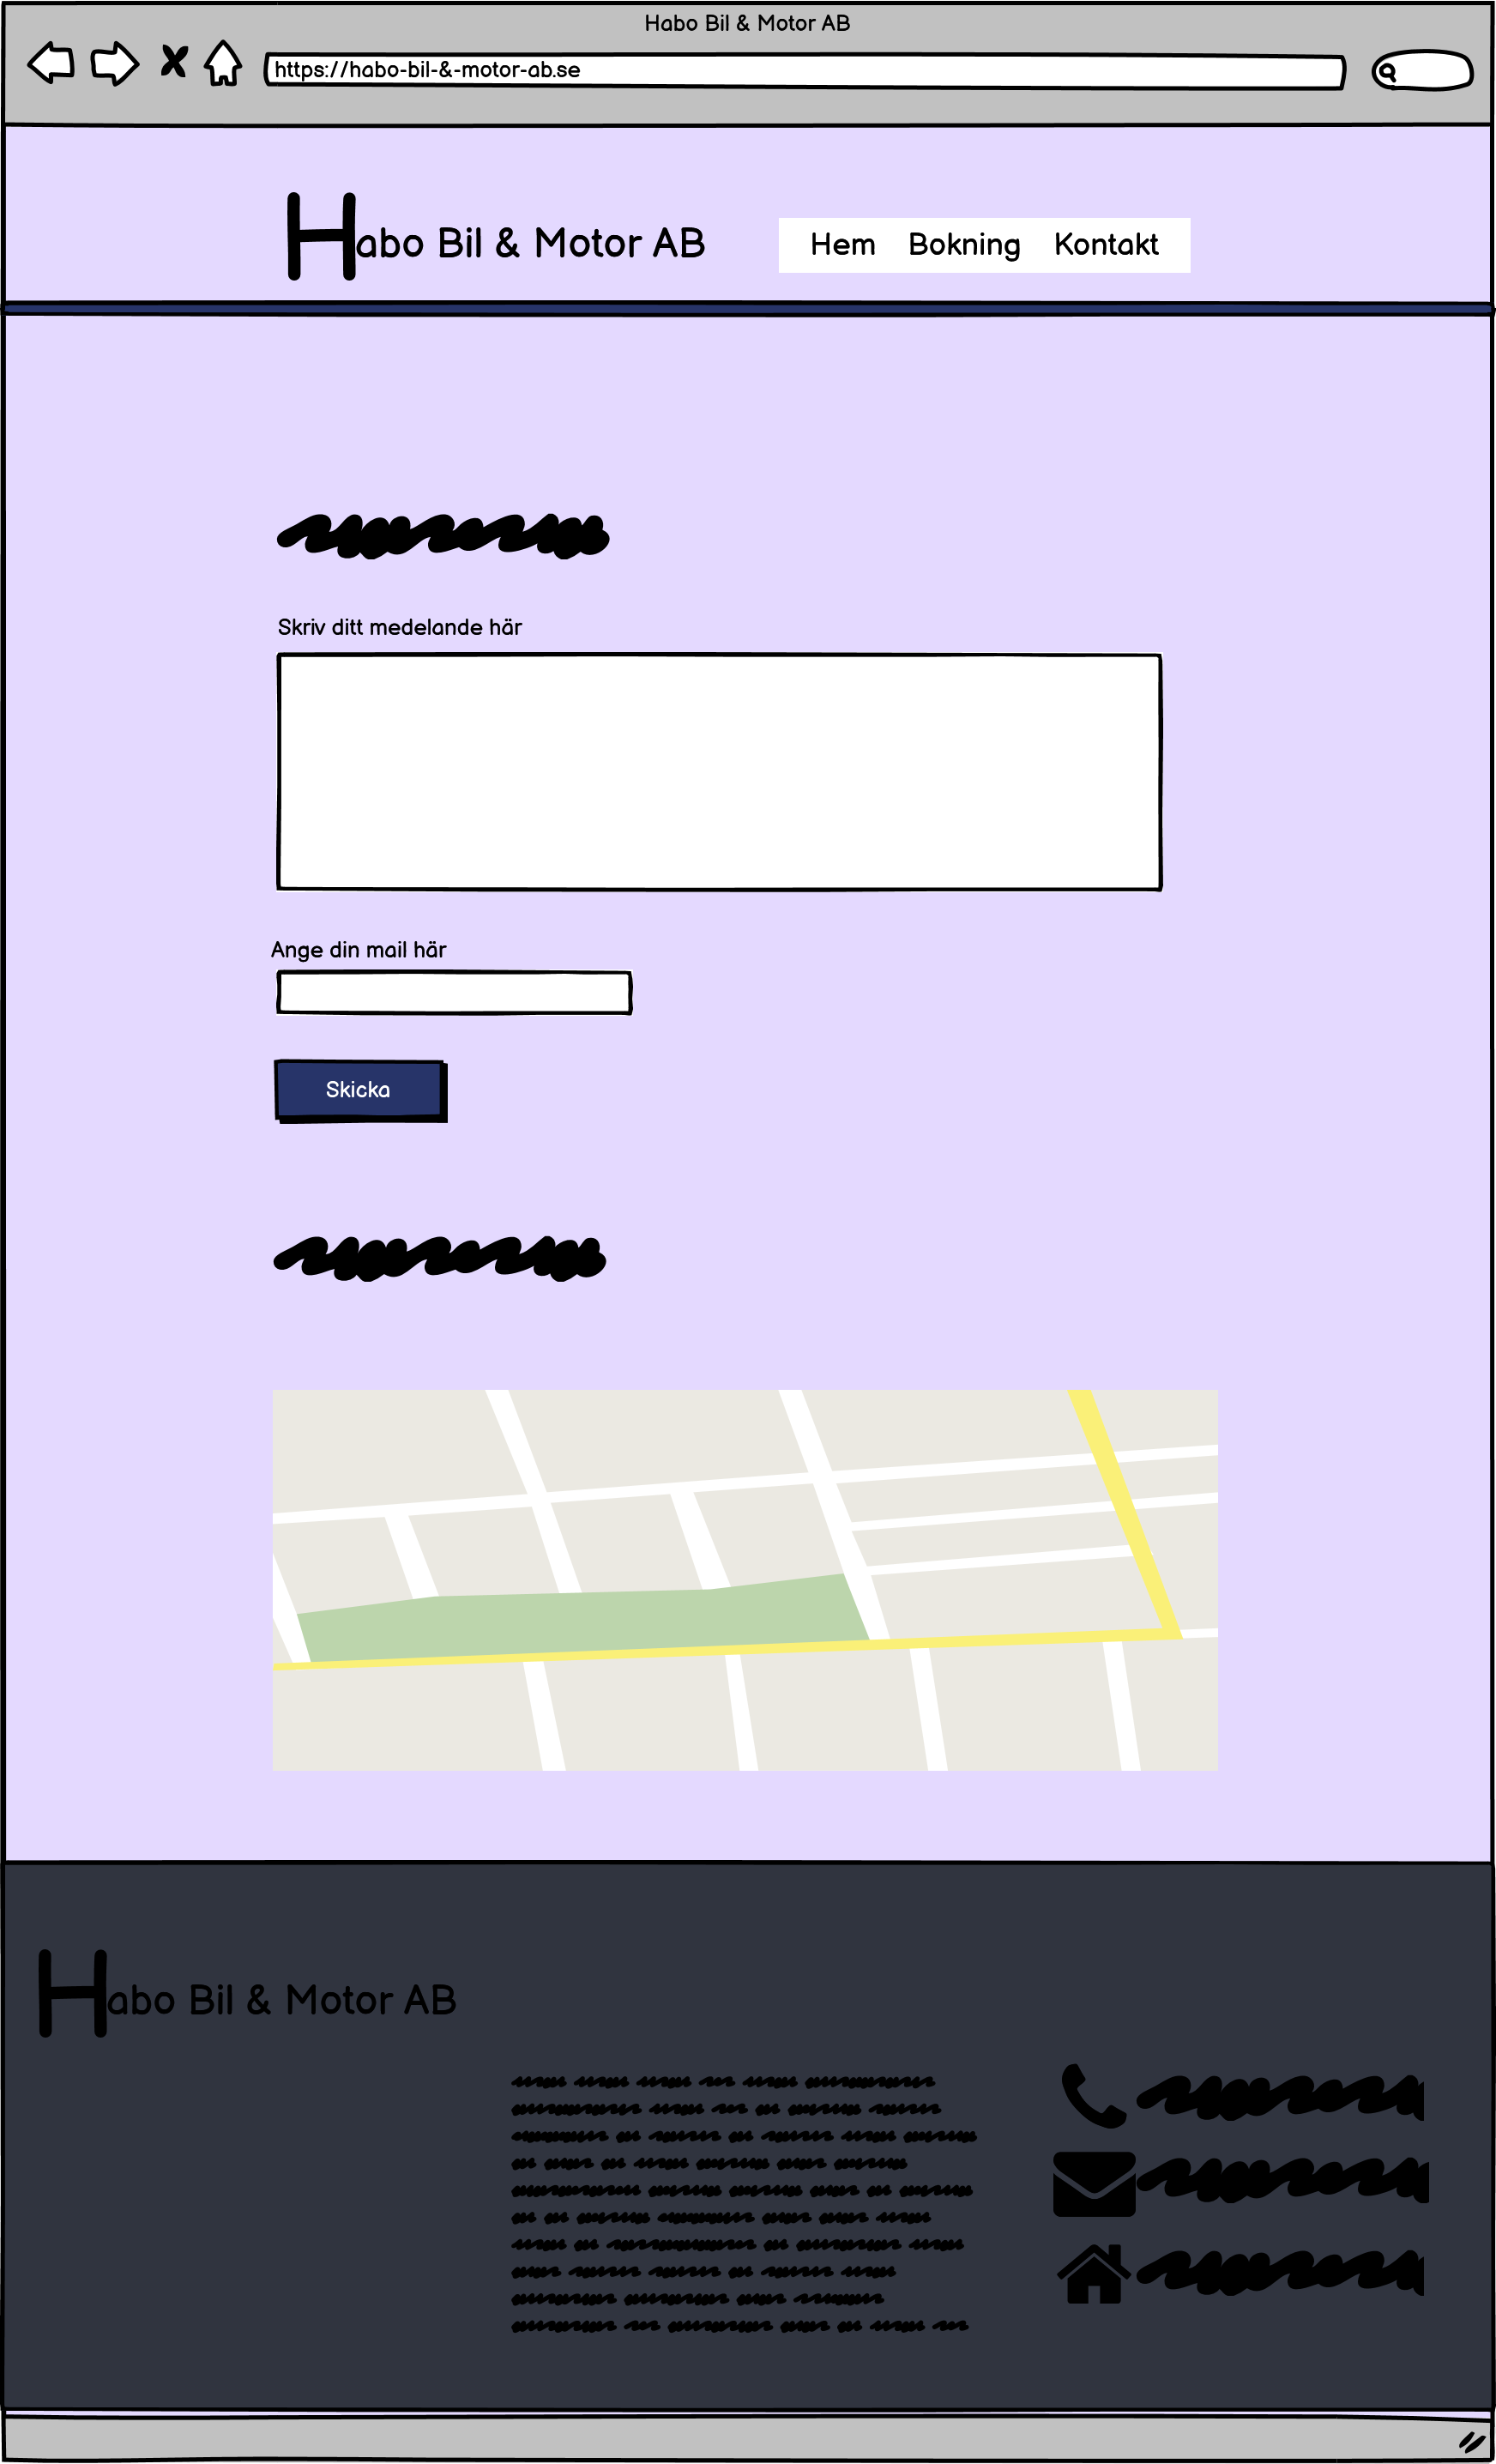 Habo Bil & Motor AB
https://habo-bil-&-motor-ab.se
Habo Bil & Motor AB
Hem Bokning Kontakt
Skriv ditt medelande här
Ange din mail här
Skicka
Habo Bil & Motor AB